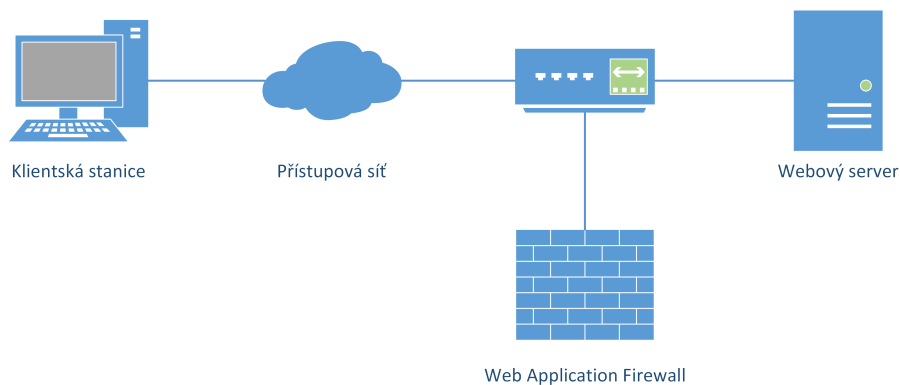 Klientská stanice
Přístupová síť
Webový server
Web Application Firewall